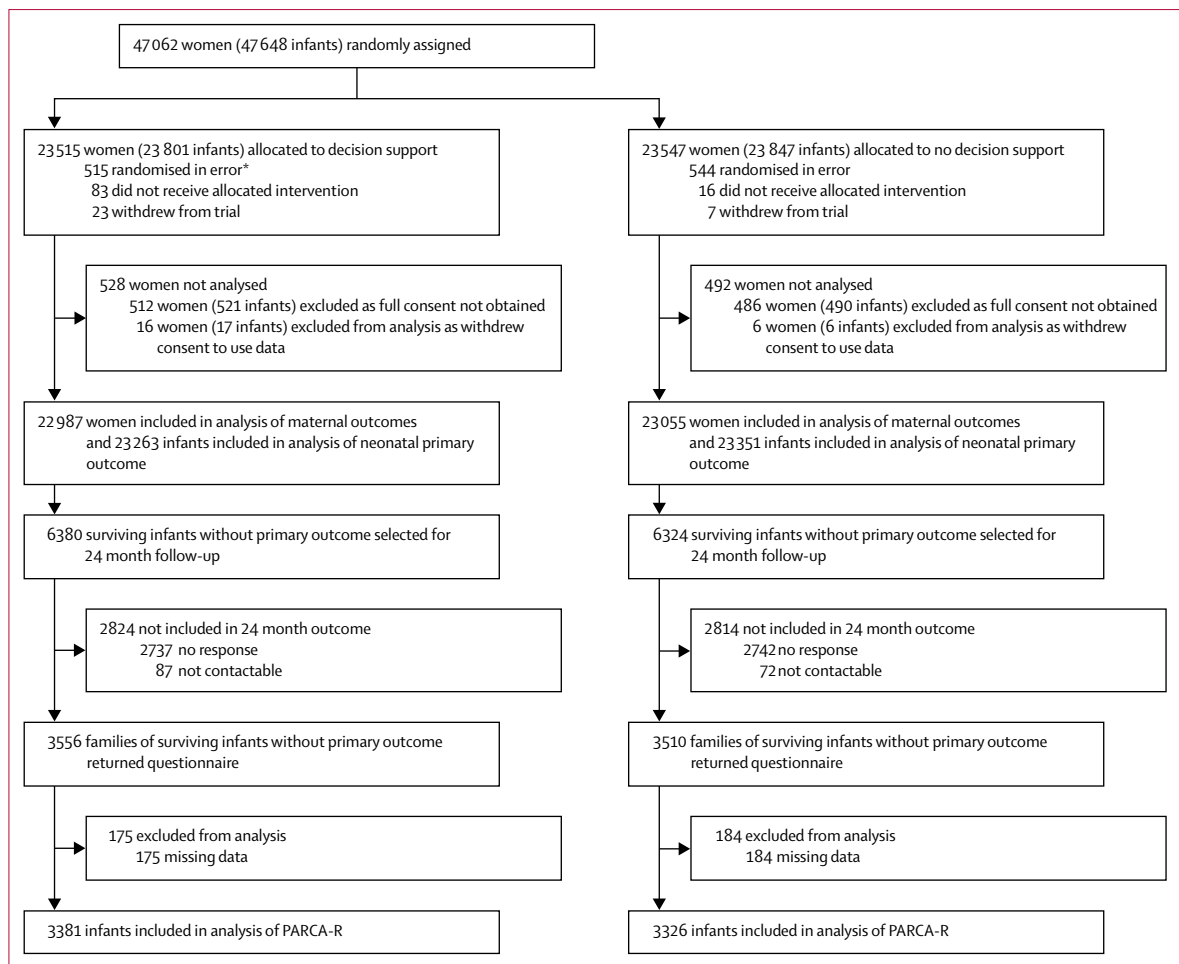 47 062 women (47 648 infants) randomly assigned
23 515 women (23 801 infants) allocated to decision support
515 randomised in error*
83 did not receive allocated intervention
23 withdrew from trial
23 547 women (23 847 infants) allocated to no decision support
544 randomised in error
16 did not receive allocated intervention
7 withdrew from trial
528 women not analysed
512 women (521 infants) excluded as full consent not obtained
16 women (17 infants) excluded from analysis as withdrew
consent to use data
492 women not analysed
486 women (490 infants) excluded as full consent not obtained
6 women (6 infants) excluded from analysis as withdrew
consent to use data
22 987 women included in analysis of maternal outcomes
and 23 263 infants included in analysis of neonatal primary
outcome
23 055 women included in analysis of maternal outcomes
and 23 351 infants included in analysis of neonatal primary
outcome
6380 surviving infants without primary outcome selected for
24 month follow-up
6324 surviving infants without primary outcome selected for
24 month follow-up
2824 not included in 24 month outcome
2737 no response
87 not contactable
2814 not included in 24 month outcome
2742 no response
72 not contactable
3556 families of surviving infants without primary outcome
returned questionnaire
3510 families of surviving infants without primary outcome
returned questionnaire
175 excluded from analysis
175 missing data
184 excluded from analysis
184 missing data
3381 infants included in analysis of PARCA-R
3326 infants included in analysis of PARCA-R